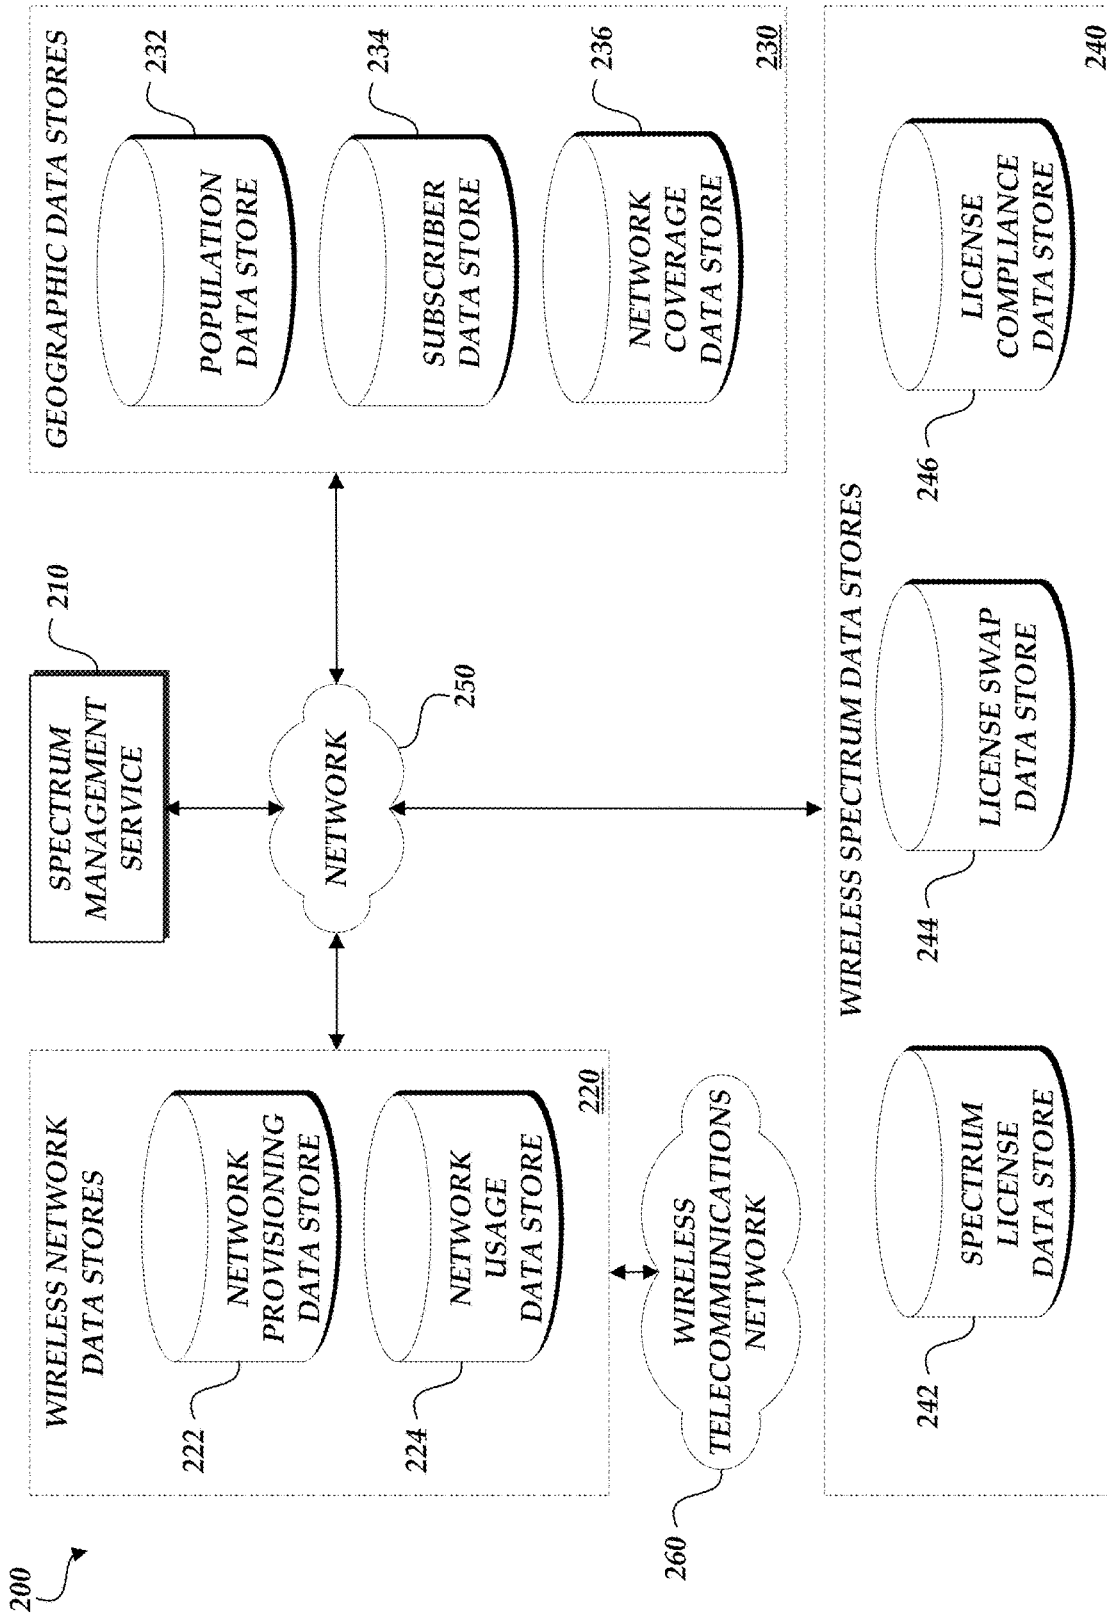 200
WIRELESS NETWORK
DATA STORES
222
NETWORK
PROVISIONING
DATA STORE
224
NETWORK
USAGE
DATA STORE
220
SPECTRUM
MANAGEMENT
SERVICE
210
NETWORK
250
GEOGRAPHIC DATA STORES
POPULATION
DATA STORE
232
SUBSCRIBER
DATA STORE
234
NETWORK
COVERAGE
DATA STORE
236
230
260
WIRELESS
TELECOMMUNICATIONS
NETWORK
WIRELESS SPECTRUM DATA STORES
242
SPECTRUM
LICENSE
DATA STORE
244
LICENSE SWAP
DATA STORE
246
LICENSE
COMPLIANCE
DATA STORE
240